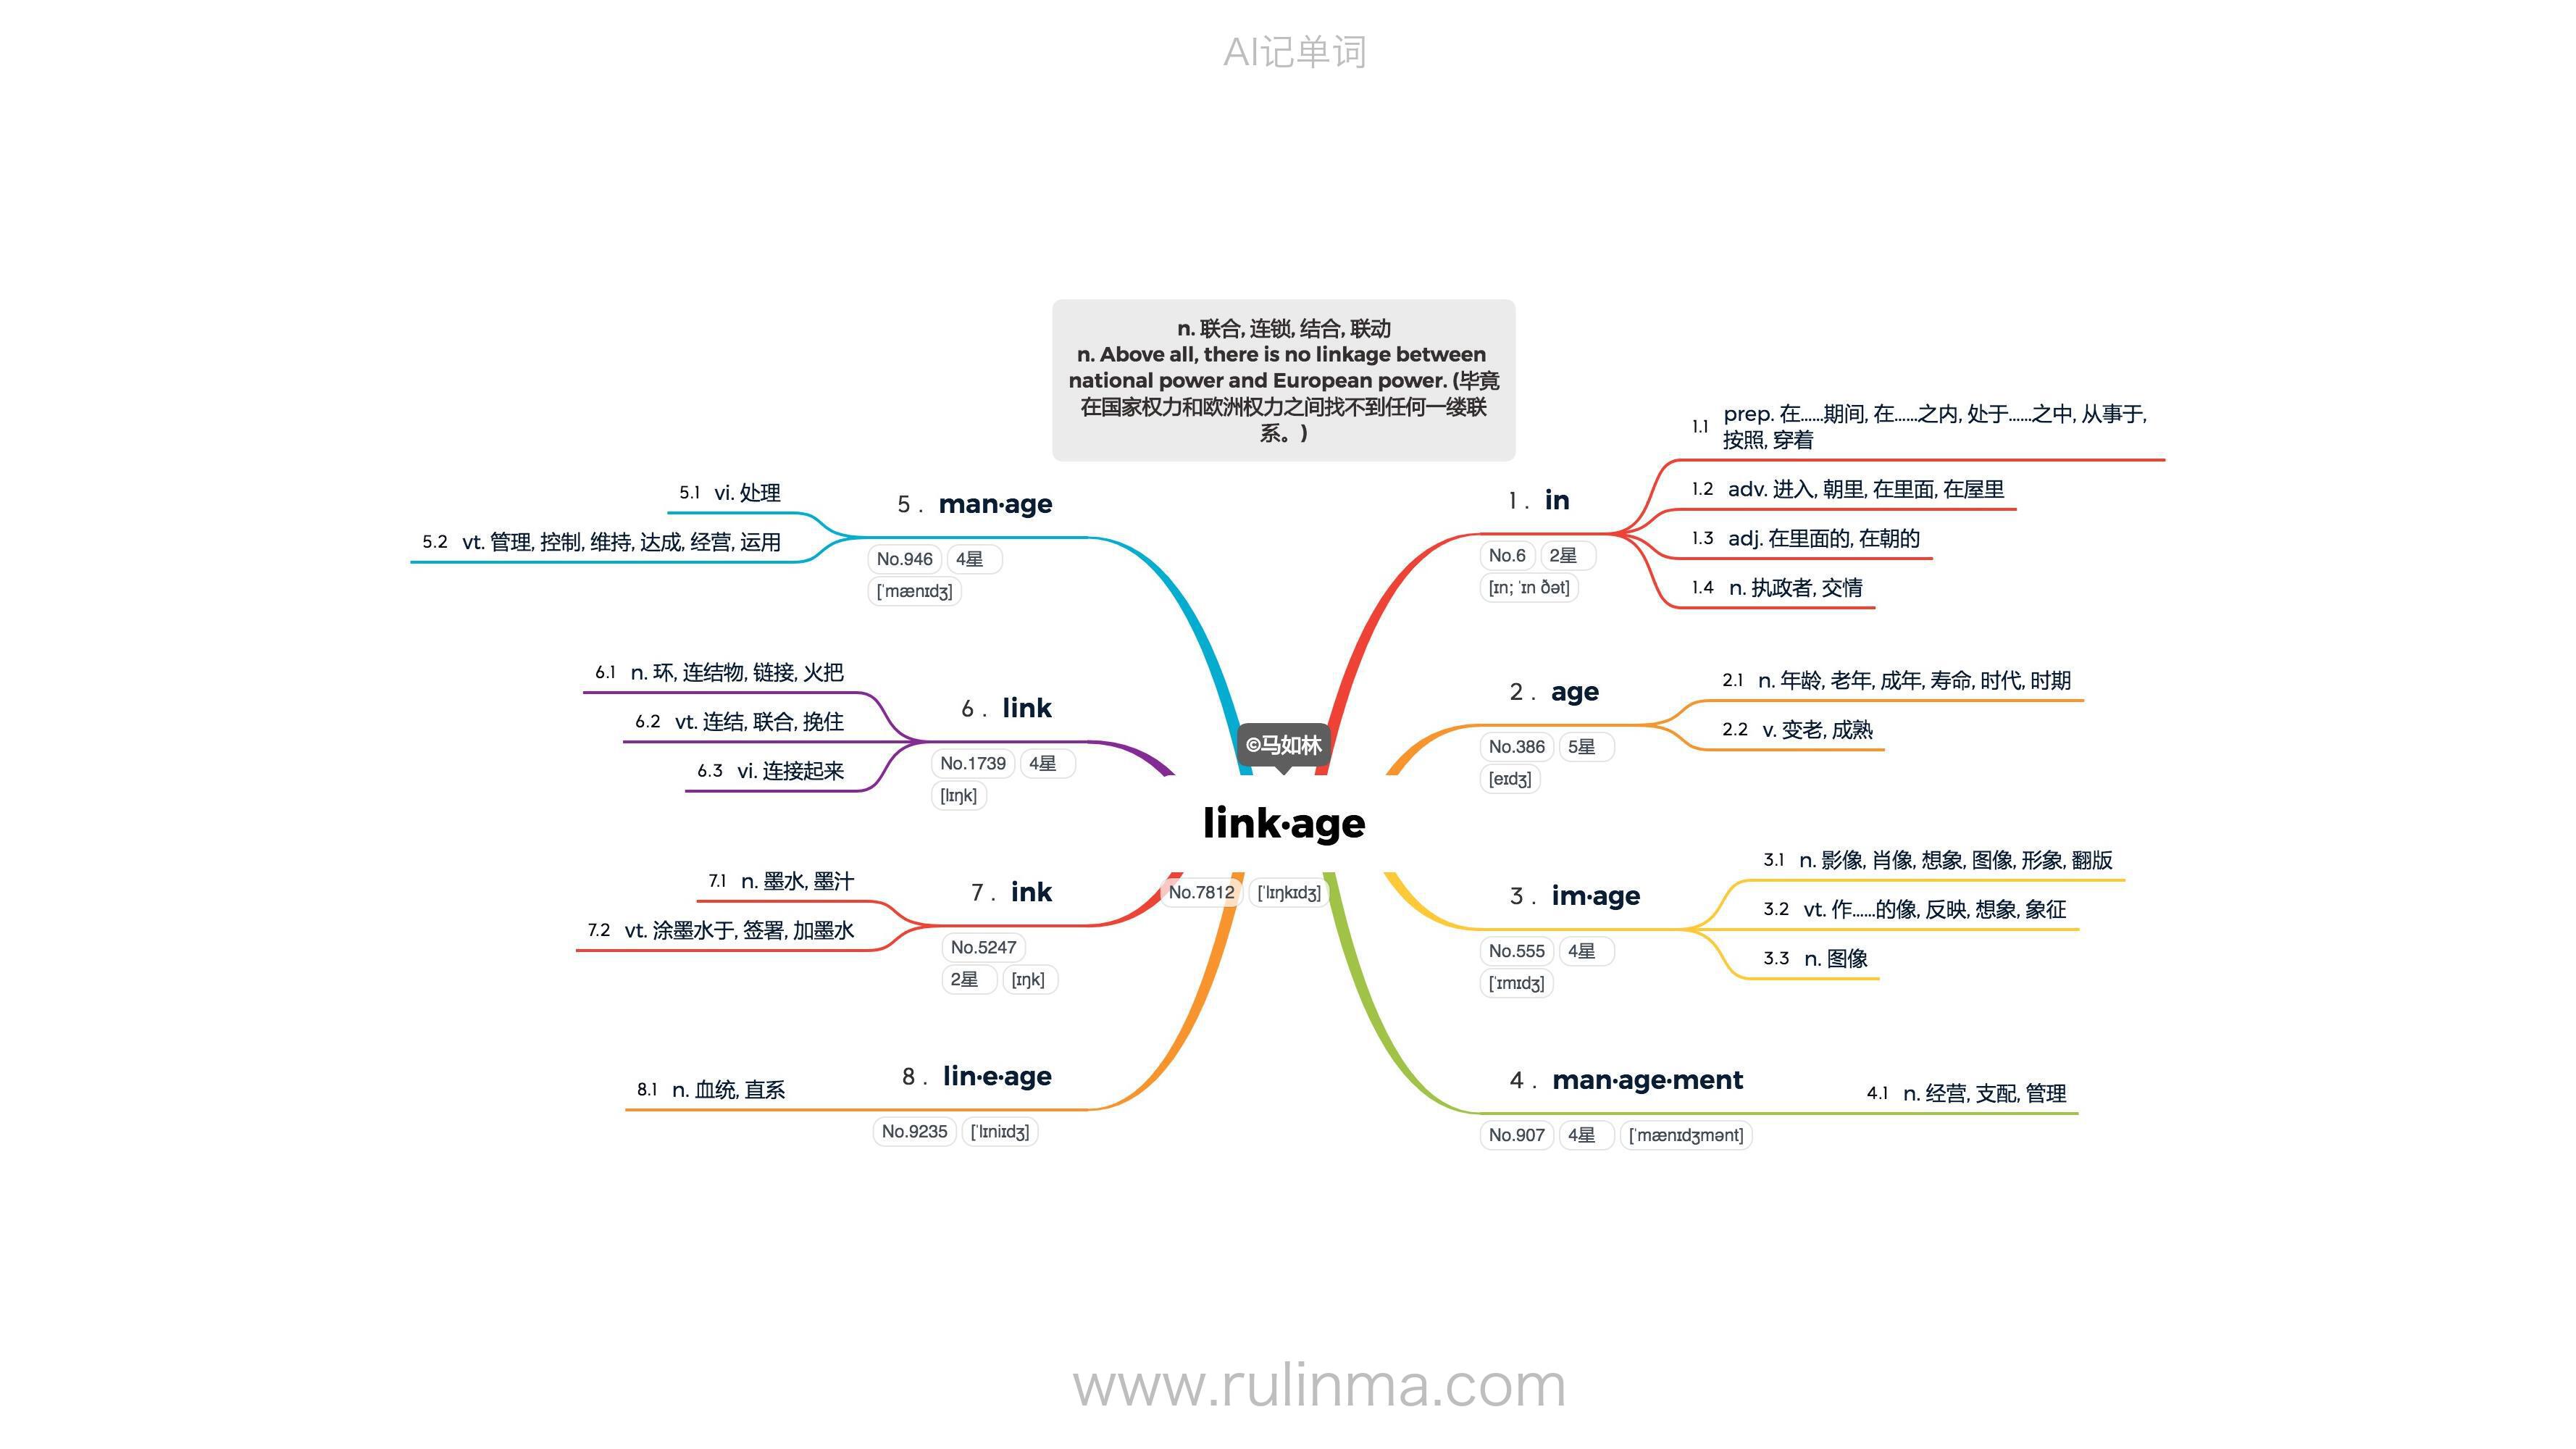 AI记单词
n. 联合, 连锁, 结合, 联动
n. Above all, there is no linkage between
national power and European power. (毕竟
在国家权力和欧洲权力之间找不到任何一缕联
系。)
©马如林
link·age
No.7812 [ˈlɪŋkɪdʒ]
1 . in
No.6 2星
[ɪn; ˈɪn ðət]
1.1 prep. 在……期间, 在……之内, 处于……之中, 从事于,
按照, 穿着
1.2 adv. 进入, 朝里, 在里面, 在屋里
1.3 adj. 在里面的, 在朝的
1.4 n. 执政者, 交情
2 . age
No.386 5星
[eɪdʒ]
2.1 n. 年龄, 老年, 成年, 寿命, 时代, 时期
2.2 v. 变老, 成熟
3 . im·age
No.555 4星
[ˈɪmɪdʒ]
3.1 n. 影像, 肖像, 想象, 图像, 形象, 翻版
3.2 vt. 作……的像, 反映, 想象, 象征
3.3 n. 图像
4 . man·age·ment
No.907 4星 [ˈmænɪdʒmənt]
4.1 n. 经营, 支配, 管理
5 . man·age
No.946 4星
[ˈmænɪdʒ]
5.1 vi. 处理
5.2 vt. 管理, 控制, 维持, 达成, 经营, 运用
6 . link
No.1739 4星
[lɪŋk]
6.1 n. 环, 连结物, 链接, 火把
6.2 vt. 连结, 联合, 挽住
6.3 vi. 连接起来
7 . ink
No.5247
2星 [ɪŋk]
7.1 n. 墨水, 墨汁
7.2 vt. 涂墨水于, 签署, 加墨水
8 . lin·e·age
No.9235 [ˈlɪniɪdʒ]
8.1 n. 血统, 直系
www.rulinma.com